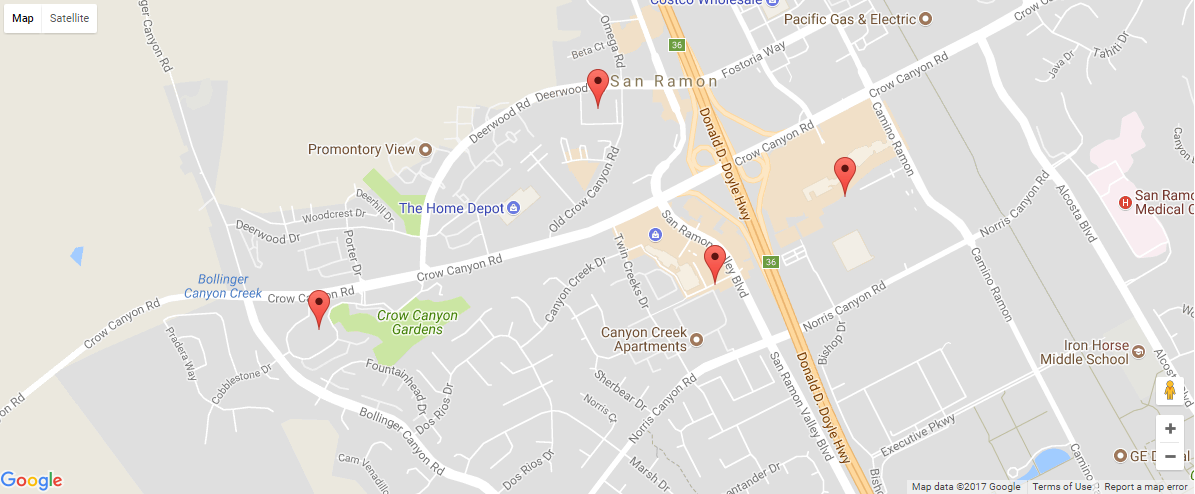 Map
Satellite
Bollinger Canyon Rd
Costco Wholesale
Pacific Gas & Electric
Crow Canyon Rd
Omega Rd
Beta Ct
36
Fostoria Way
Tahiti Dr
Java Dr
San Ramon
Deerwood
Deerwood Rd
Crow Canyon Rd
Donald D. Doyle Hwy
Crow Canyon Rd
Camino Ramon
Promontory View
Old Crow Canyon Rd
Canyon
Alcosta Blvd
San Ramo
Medical C
Norris Canyon Rd
Deerhill Dr
Woodcrest Dr
The Home Depot
Deerwood Dr
Porter Dr
San Ramon Valley Blvd
Twin Creeks Dr
36
Camino Ramon
Crow Canyon Rd
Canyon Creek Dr
Bollinger
Canyon Creek
Crow Canyon Rd
Crow Canyon Rd
Crow Canyon
Gardens
Norris Canyon Rd
Bishop Dr
Canyon Creek
Apartments
Iron Horse
Middle School
Pradera Way
Cobblestone Dr
Fountainhead Dr
Dos Rios Dr
Sherbear Dr
Norris Ct
Norris Canyon Rd
San Ramon Valley Blvd
Donald D. Doyle Hwy
Alcosta Blvd
Bollinger Canyon Rd
Executive Pkwy
Camino
Cam Venadillo
Dos Rios Dr
Marsh Dr
antander Dr
Bishop
GE D
al
Google
Map data ©2017 Google
Terms of Use
Report a map error